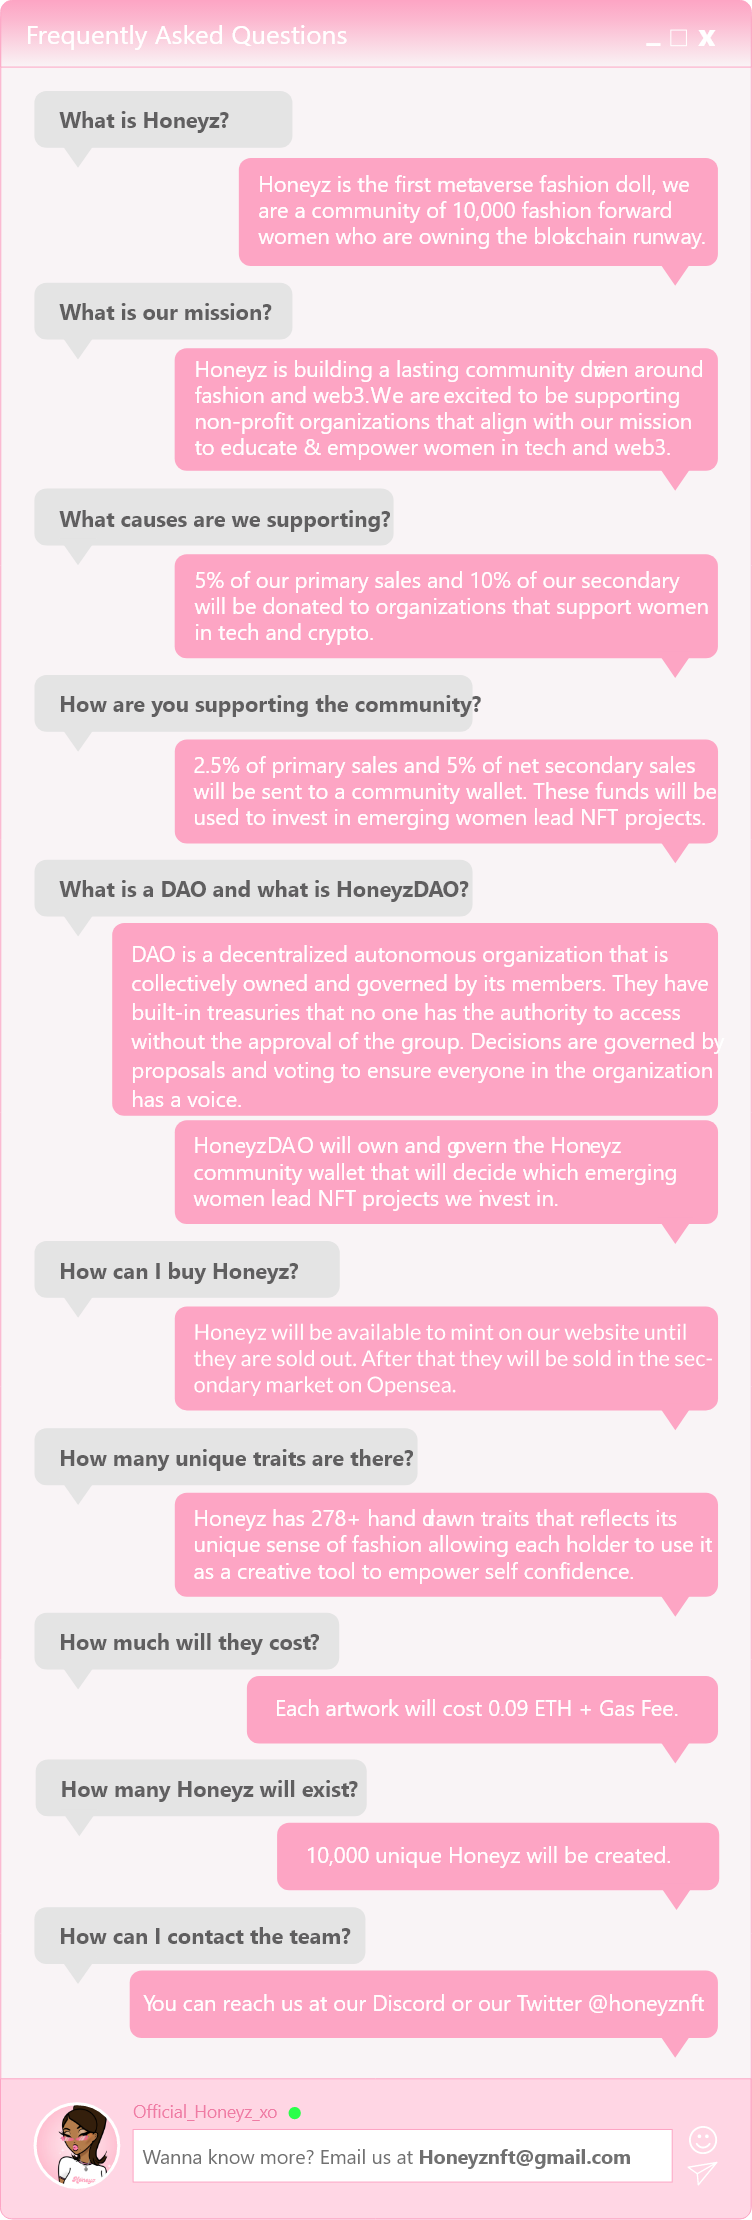 Frequently Asked Questions
What is Honeyz?
Honeyz is the first metaverse fashion doll, we
are a community of 10,000 fashion forward
women who are owning the blokchain runway.
What is our mission?
Honeyz is building a lasting community driven around
fashion and web3.We are excited to be supporting
non-profit organizations that align with our mission
to educate & empower women in tech and web3.
What causes are we supporting?
5% of our primary sales and 10% of our secondary
will be donated to organizations that support women
in tech and crypto.
How are you supporting the community?
2.5% of primary sales and 5% of net secondary sales
will be sent to a community wallet. These funds will be
used to invest in emerging women lead NFT projects.
What is a DAO and what is HoneyzDAO?
DAO is a decentralized autonomous organization that is
collectively owned and governed by its members. They have
built-in treasuries that no one has the authority to access
without the approval of the group. Decisions are governed by
proposals and voting to ensure everyone in the organization
has a voice.
HoneyzDAO will own and govern the Honeyz
community wallet that will decide which emerging
women lead NFT projects we invest in.
How can I buy Honeyz?
Honeyz will be available to mint on our website until
they are sold out. After that they will be sold in the sec-
ondary market on Opensea.
How many unique traits are there?
Honeyz has 278+ hand drawn traits that reflects its
unique sense of fashion allowing each holder to use it
as a creative tool to empower self confidence.
How much will they cost?
Each artwork will cost 0.09 ETH + Gas Fee.
How many Honeyz will exist?
10,000 unique Honeyz will be created.
How can I contact the team?
You can reach us at our Discord or our Twitter @honeyznft
Official_Honeyz_xo
Wanna know more? Email us at Honeyznft@gmail.com
Honeyz